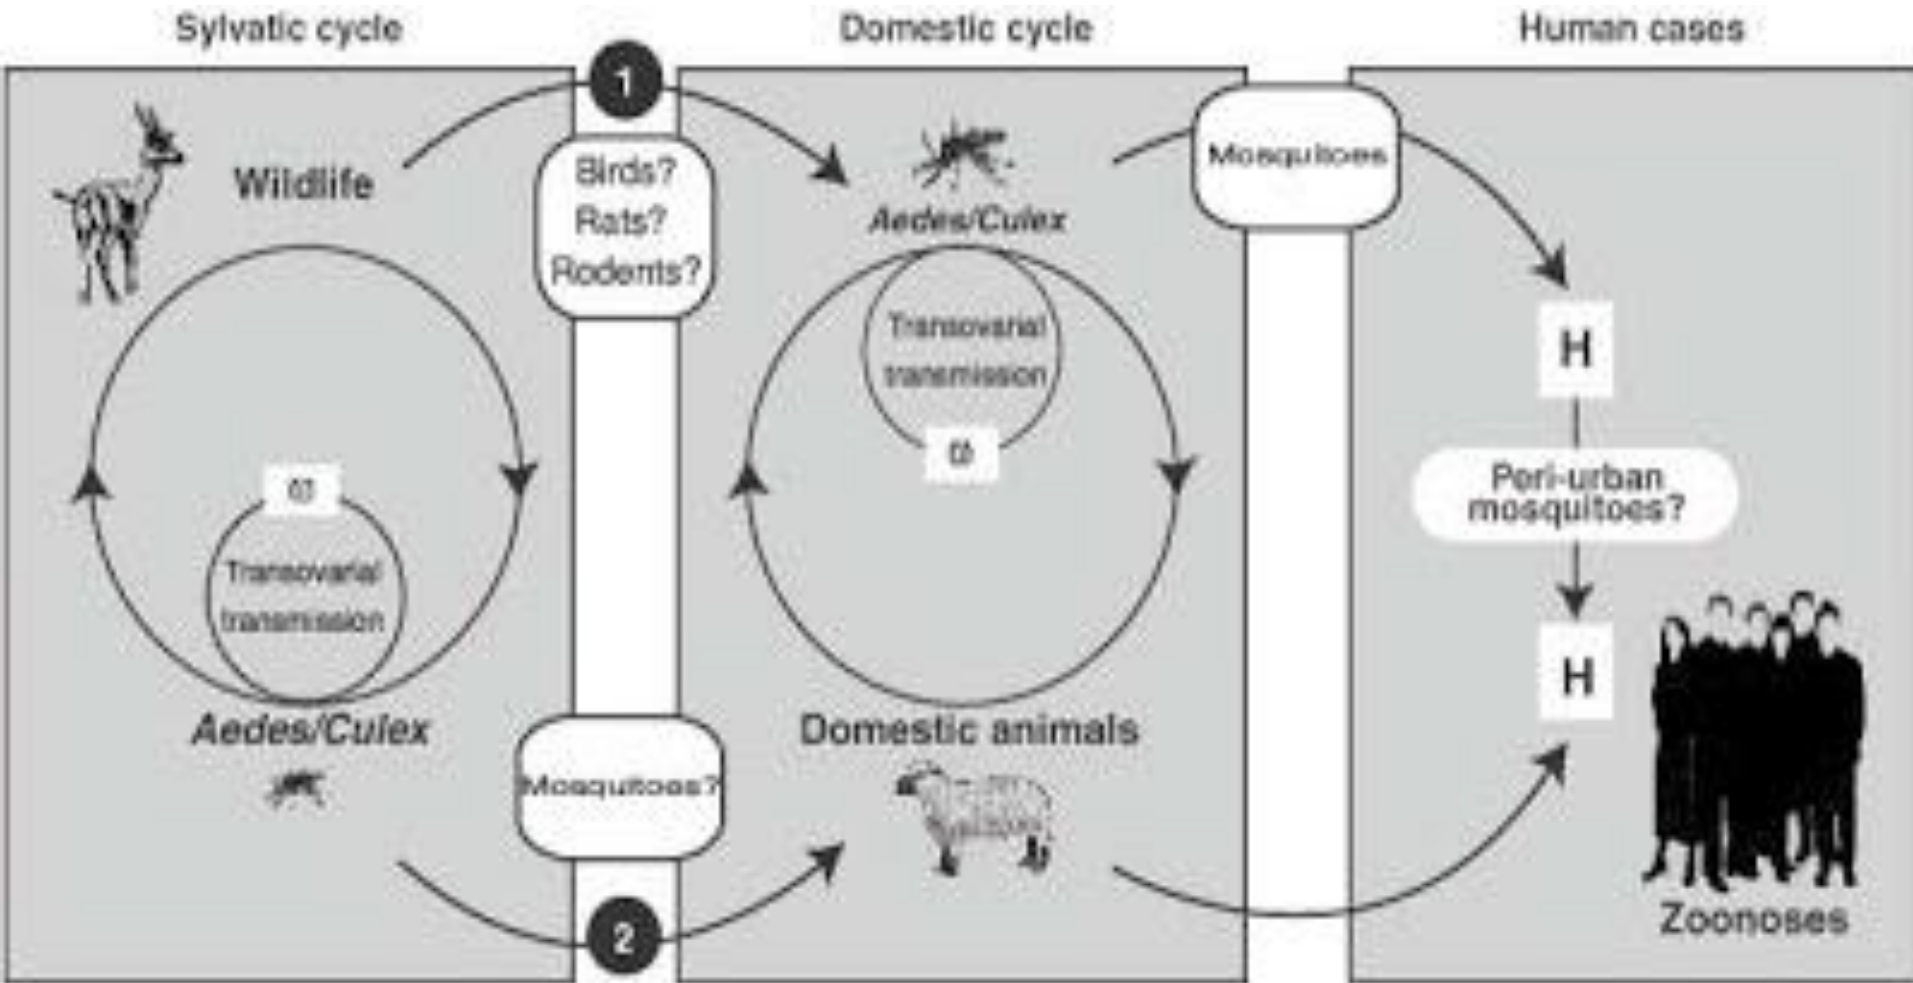 Sylvatic cycle
Domestic cycle
Human cases
1
Wildlife
Birds?
Rats?
Rodents?
Aedes/Culex
Mosquitoes
Transovarial
transmission
ω
H
Peri-urban
mosquitoes?
H
ω
Transovarial
transmission
Aedes/Culex
Mosquitoes?
2
Domestic animals
Zoonoses